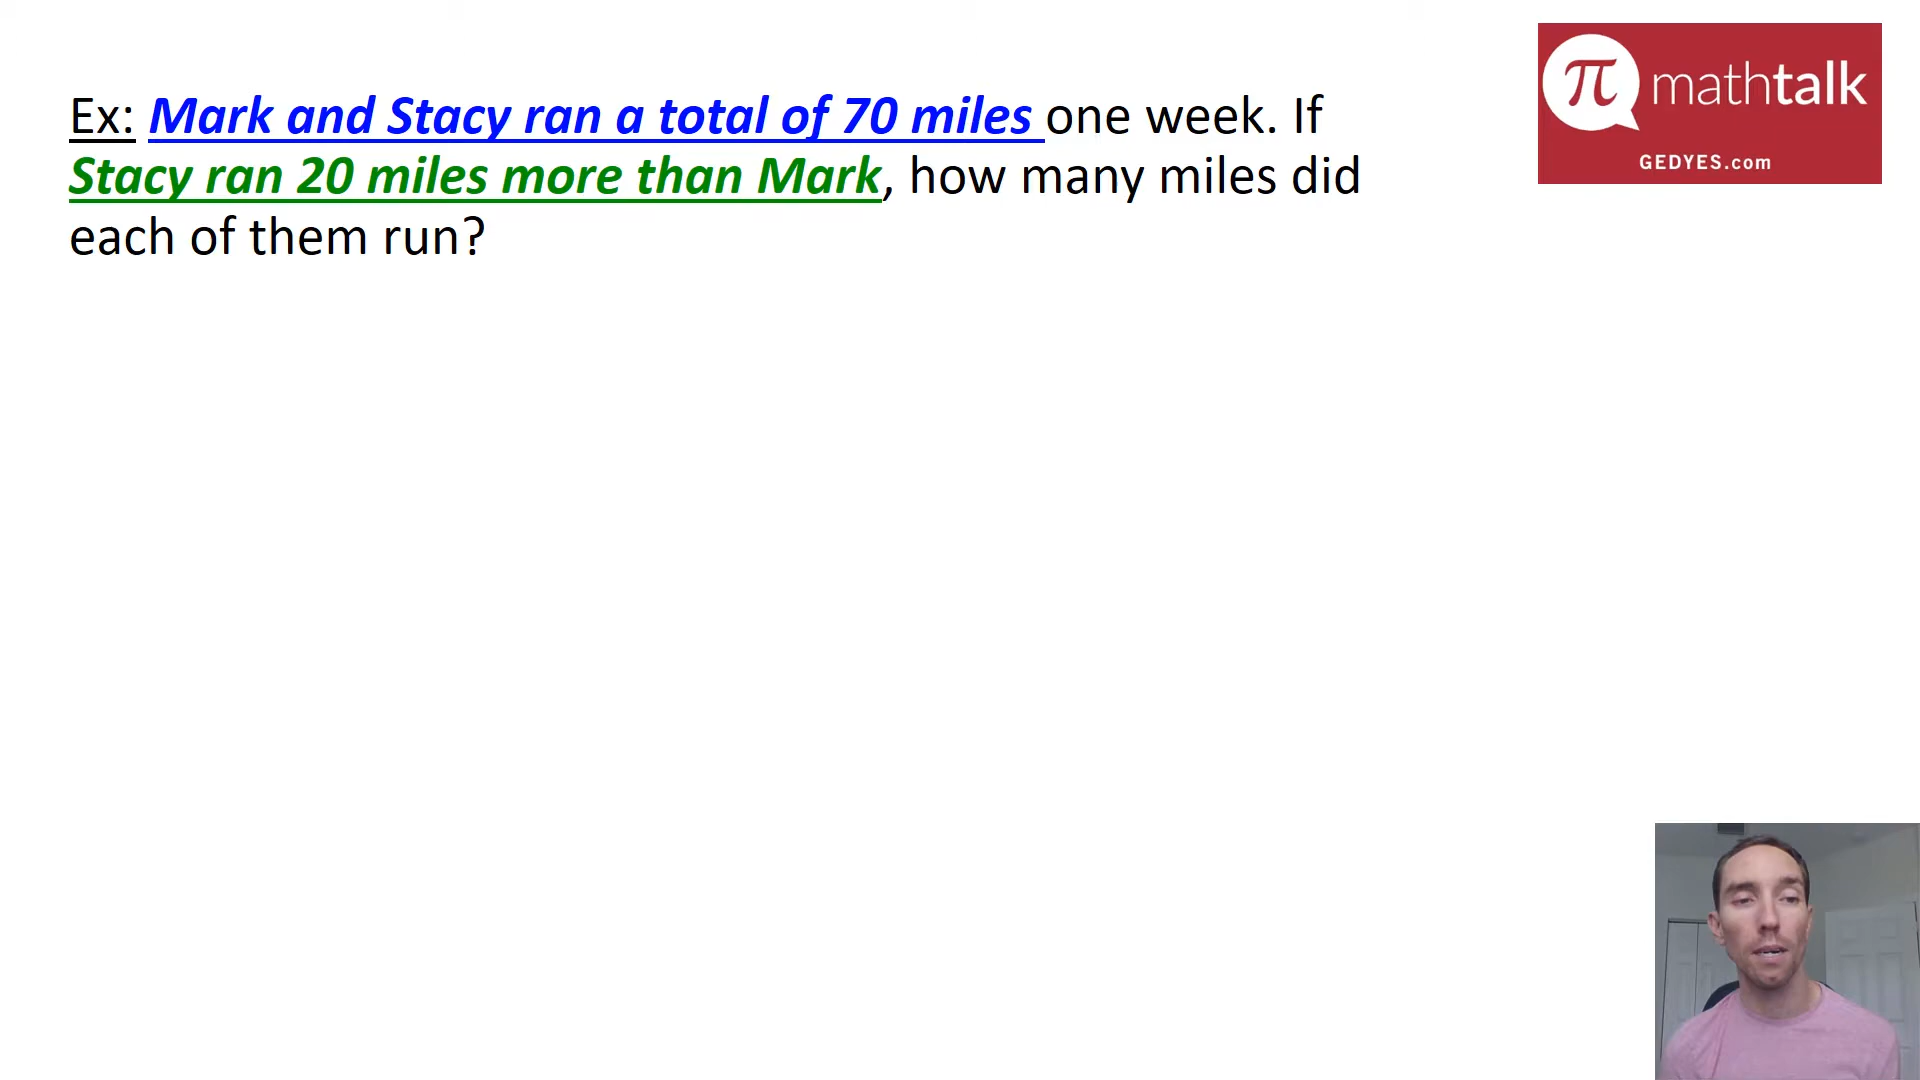 Ex: Mark and Stacy ran a total of 70 miles one week. If
Stacy ran 20 miles more than Mark, how many miles did
each of them run?
π mathtalk
GEDYES.com